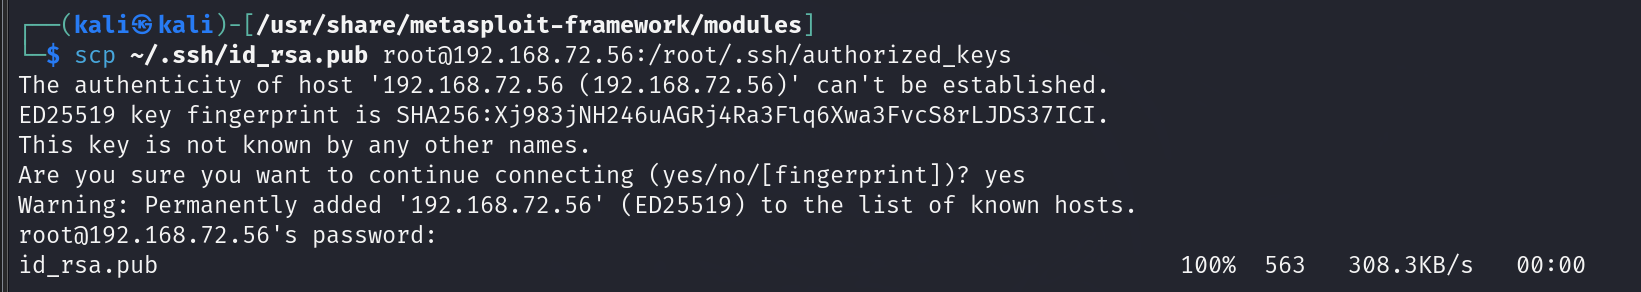 ┌──(kali㉿kali)-[/usr/share/metasploit-framework/modules]
└─$ scp ~/.ssh/id_rsa.pub root@192.168.72.56:/root/.ssh/authorized_keys
The authenticity of host '192.168.72.56 (192.168.72.56)' can't be established.
ED25519 key fingerprint is SHA256:Xj983jNH246uAGRj4Ra3Flq6Xwa3FvcS8rLJDS37ICI.
This key is not known by any other names.
Are you sure you want to continue connecting (yes/no/[fingerprint])? yes
Warning: Permanently added '192.168.72.56' (ED25519) to the list of known hosts.
root@192.168.72.56's password:
id_rsa.pub 100% 563 308.3KB/s 00:00